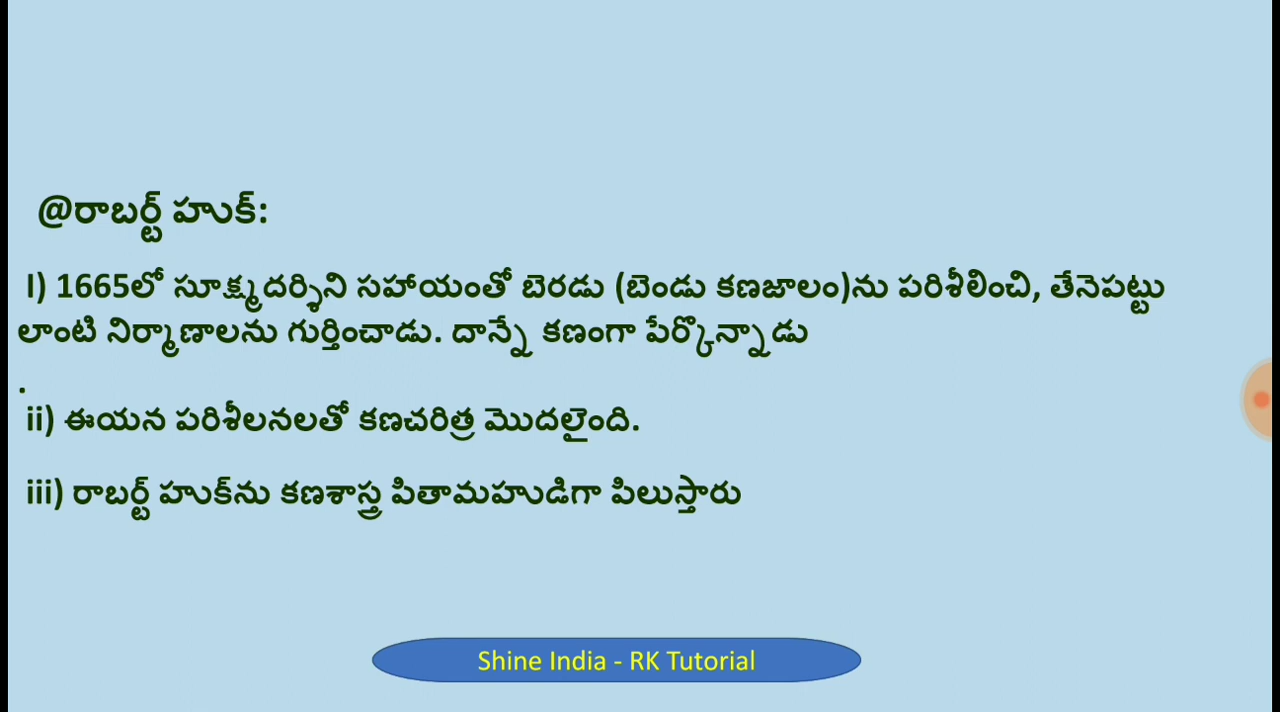 @రాబర్ట్ హుక్:
I) 1665లో సూక్ష్మదర్శిని సహాయంతో బెరడు (బెండు కణజాలం)ను పరిశీలించి, తేనెపట్టు
లాంటి నిర్మాణాలను గుర్తించాడు. దాన్నే కణంగా పేర్కొన్నాడు
.
ii) ఈయన పరిశీలనలతో కణచరిత్ర మొదలైంది.
iii) రాబర్ట్ హుక్‌ను కణశాస్త్ర పితామహుడిగా పిలుస్తారు
Shine India - RK Tutorial